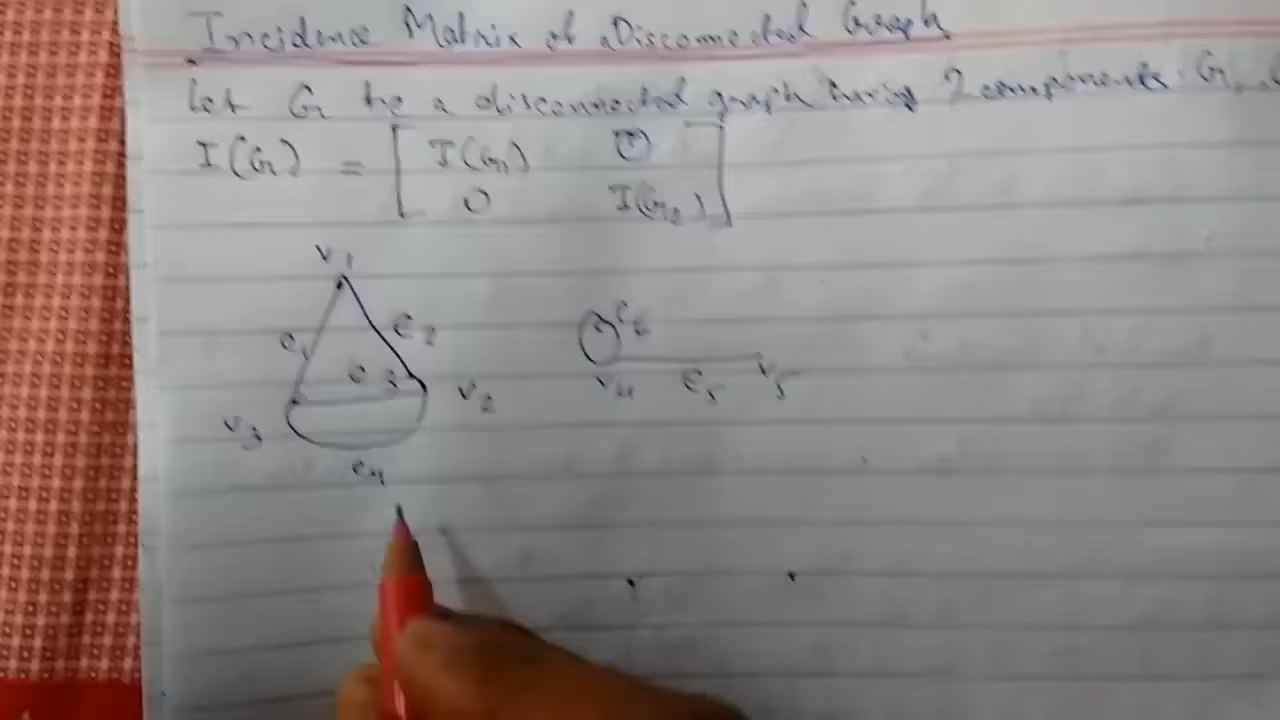 Incidence Matrix of a Disconnected Graph
Let G be a disconnected graph having 2 components G
I(G) = [ I(G1) 0
0 I(G2) ]
v1
e1 e2
e3
v3 v2
e4
e6
v4 e5 v5